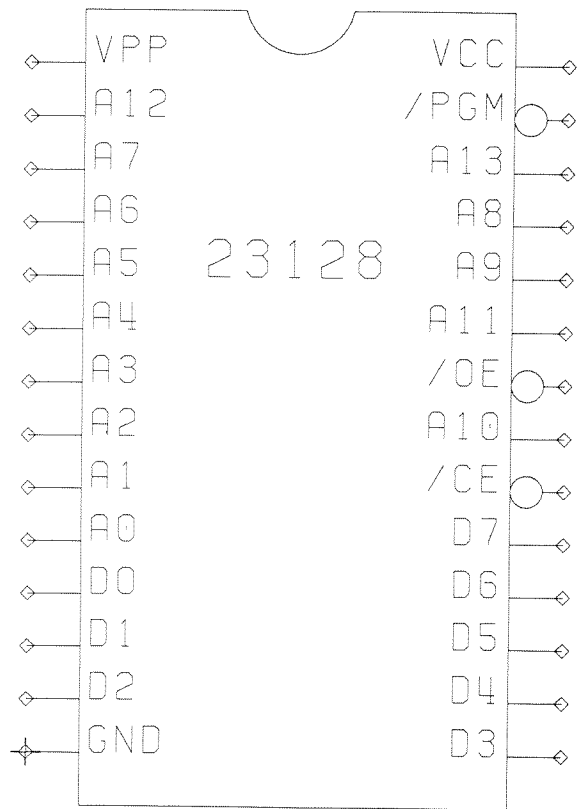 VPP VCC
A12 /PGM
A7 A13
A6 A8
A5 23128 A9
A4 A11
A3 /OE
A2 A10
A1 /CE
A0 D7
D0 D6
D1 D5
D2 D4
GND D3